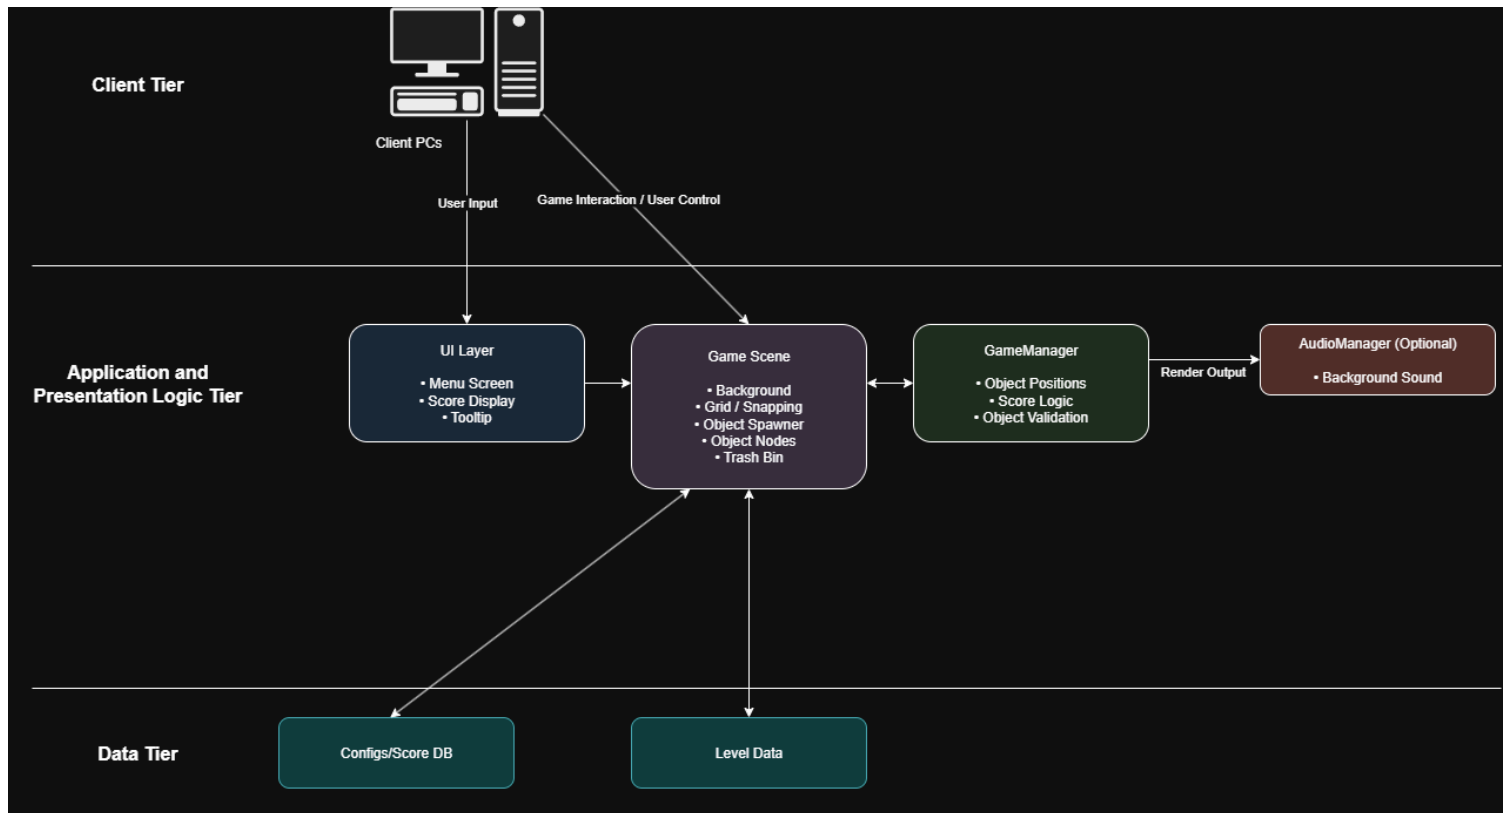 Client Tier
Client PCs
User Input
Game Interaction / User Control
Application and
Presentation Logic Tier
UI Layer
• Menu Screen
• Score Display
• Tooltip
Game Scene
• Background
• Grid / Snapping
• Object Spawner
• Object Nodes
• Trash Bin
GameManager
• Object Positions
• Score Logic
• Object Validation
Render Output
AudioManager (Optional)
• Background Sound
Data Tier
Configs/Score DB
Level Data